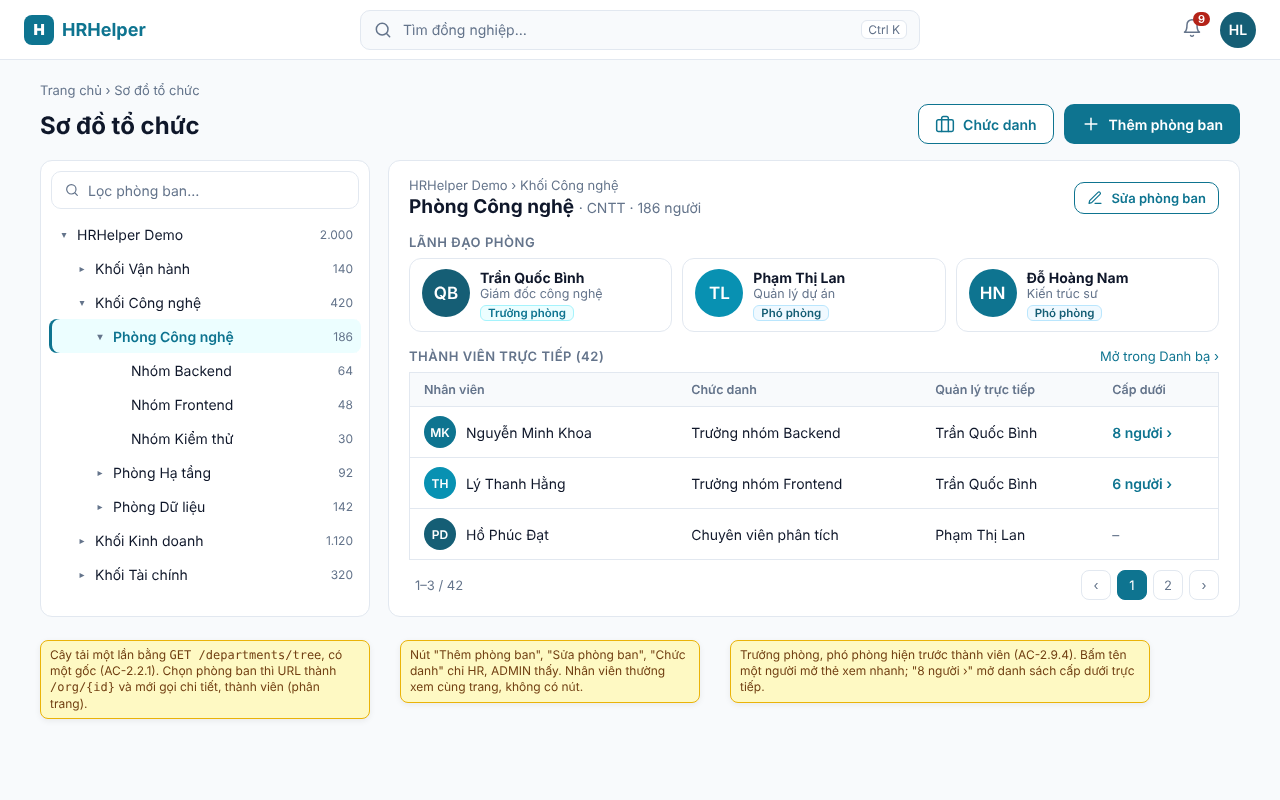 H HRHelper
Tìm đồng nghiệp...
Ctrl K
9
HL
Trang chủ › Sơ đồ tổ chức
Sơ đồ tổ chức
Chức danh
Thêm phòng ban
Lọc phòng ban...
▾ HRHelper Demo 2.000
▸ Khối Vận hành 140
▾ Khối Công nghệ 420
▾ Phòng Công nghệ 186
Nhóm Backend 64
Nhóm Frontend 48
Nhóm Kiểm thử 30
▸ Phòng Hạ tầng 92
▸ Phòng Dữ liệu 142
▸ Khối Kinh doanh 1.120
▸ Khối Tài chính 320
HRHelper Demo › Khối Công nghệ
Phòng Công nghệ · CNTT · 186 người
Sửa phòng ban
LÃNH ĐẠO PHÒNG
QB
Trần Quốc Bình
Giám đốc công nghệ
Trưởng phòng
TL
Phạm Thị Lan
Quản lý dự án
Phó phòng
HN
Đỗ Hoàng Nam
Kiến trúc sư
Phó phòng
THÀNH VIÊN TRỰC TIẾP (42)
Mở trong Danh bạ ›
Nhân viên Chức danh Quản lý trực tiếp Cấp dưới
MK Nguyễn Minh Khoa Trưởng nhóm Backend Trần Quốc Bình 8 người ›
TH Lý Thanh Hằng Trưởng nhóm Frontend Trần Quốc Bình 6 người ›
PD Hồ Phúc Đạt Chuyên viên phân tích Phạm Thị Lan –
1–3 / 42
‹ 1 2 ›
Cây tải một lần bằng GET /departments/tree, có
một gốc (AC-2.2.1). Chọn phòng ban thì URL thành
/org/{id} và mới gọi chi tiết, thành viên (phân
trang).
Nút "Thêm phòng ban", "Sửa phòng ban", "Chức
danh" chỉ HR, ADMIN thấy. Nhân viên thường
xem cùng trang, không có nút.
Trưởng phòng, phó phòng hiện trước thành viên (AC-2.9.4). Bấm tên
một người mở thẻ xem nhanh; "8 người ›" mở danh sách cấp dưới trực
tiếp.